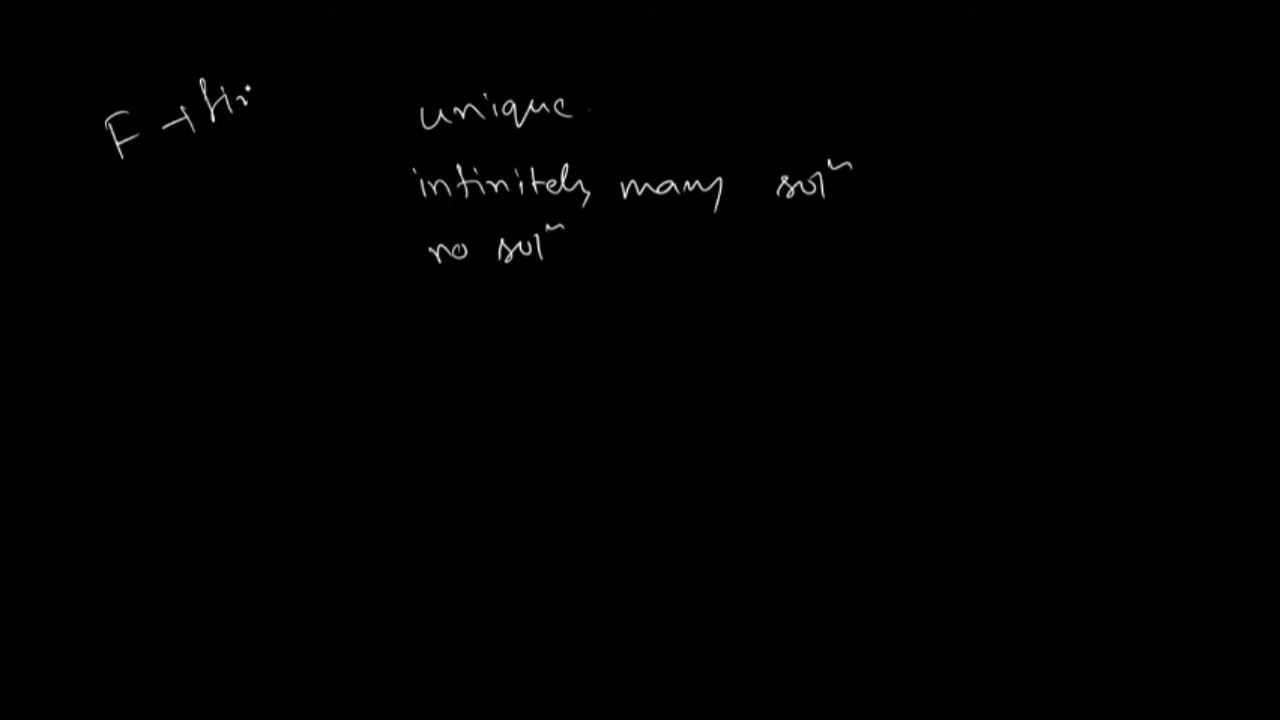 F →
unique
infinitely many solⁿ
no solⁿ